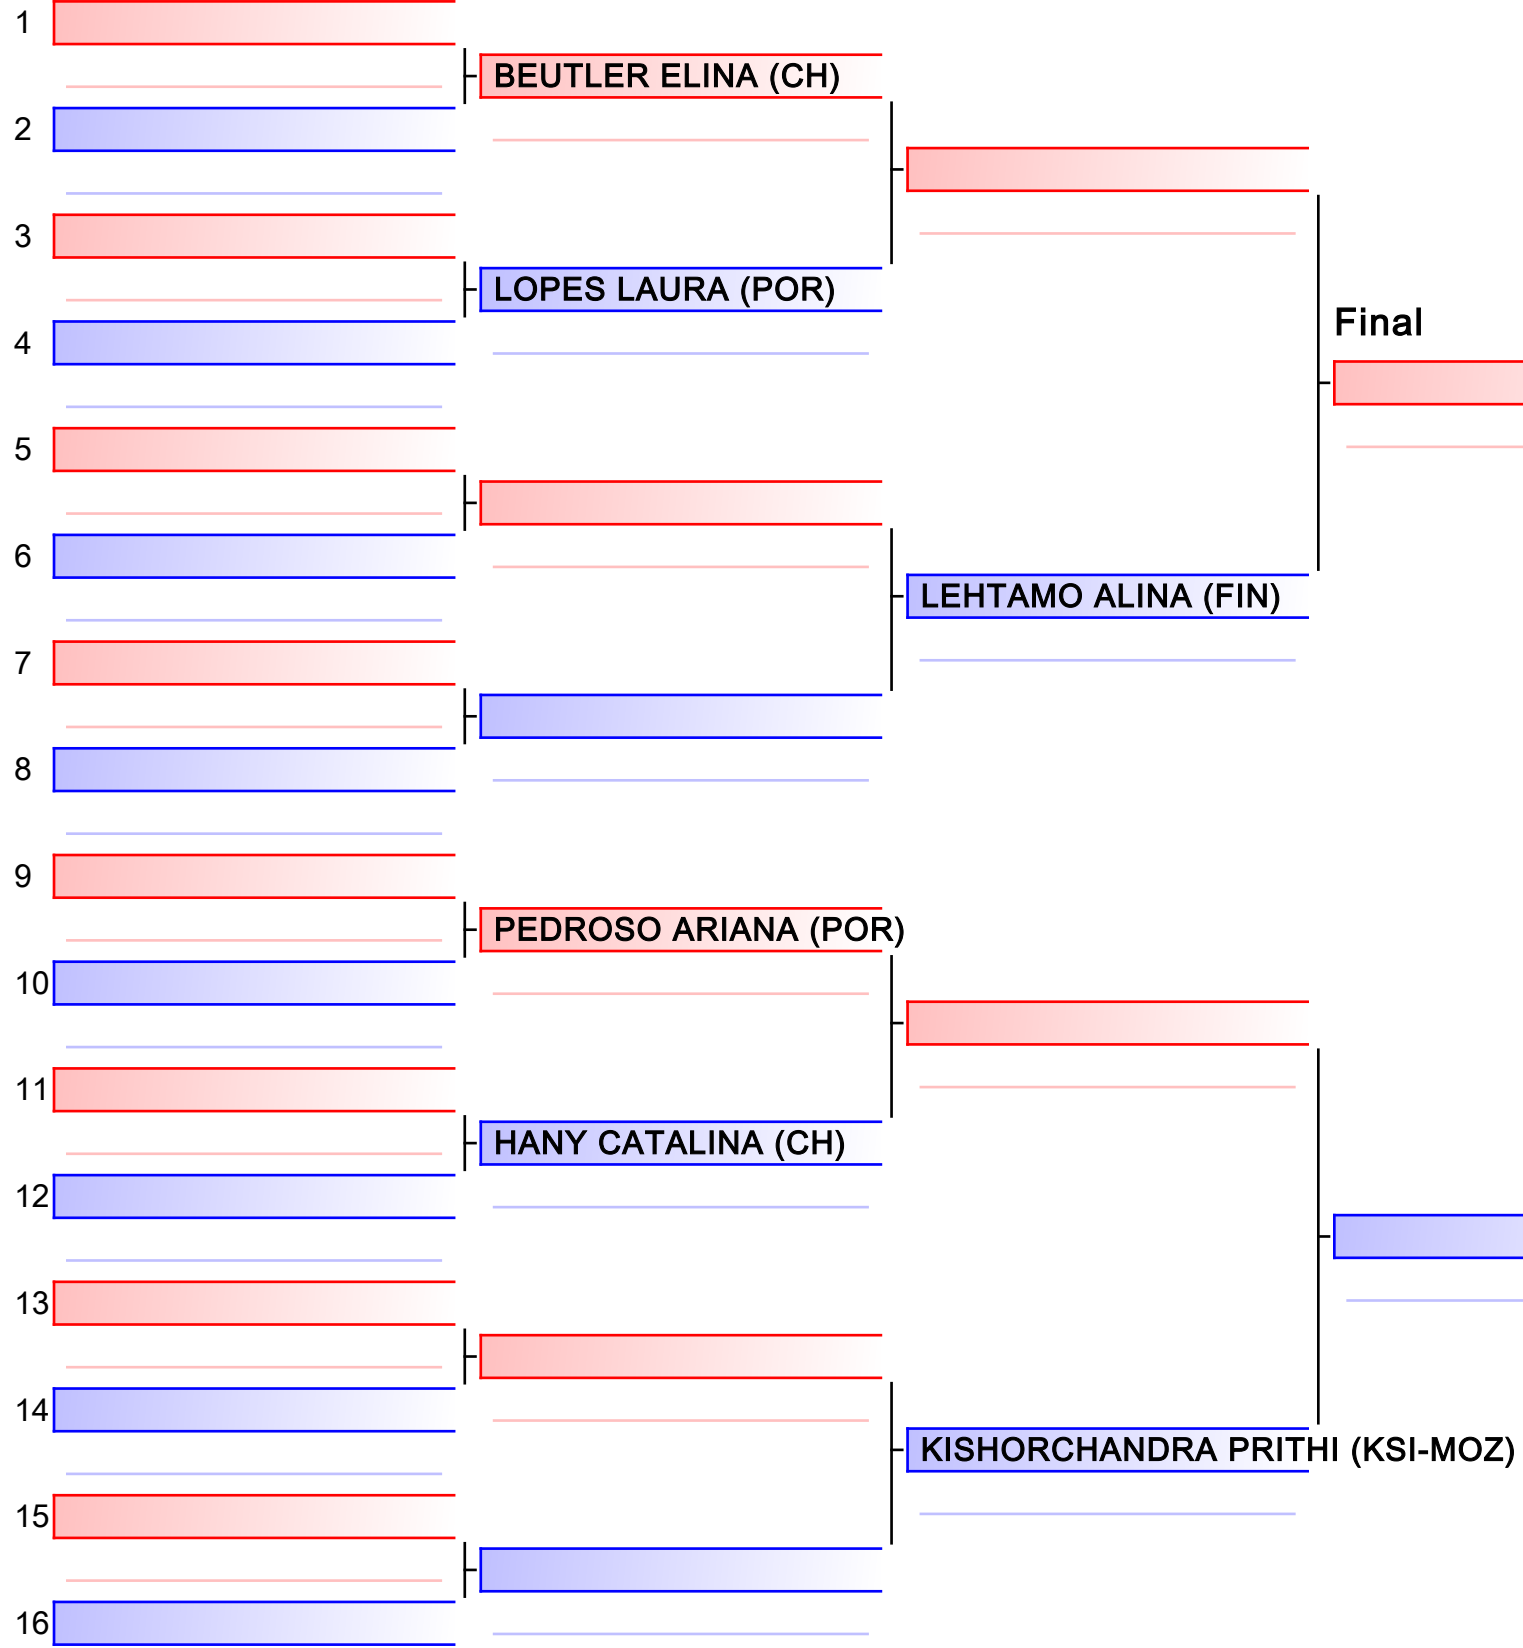 1
BEUTLER ELINA (CH)
2
3
LOPES LAURA (POR)
Final
4
5
6
LEHTAMO ALINA (FIN)
7
8
9
PEDROSO ARIANA (POR)
10
11
HANY CATALINA (CH)
12
13
14
KISHORCHANDRA PRITHI (KSI-MOZ)
15
16